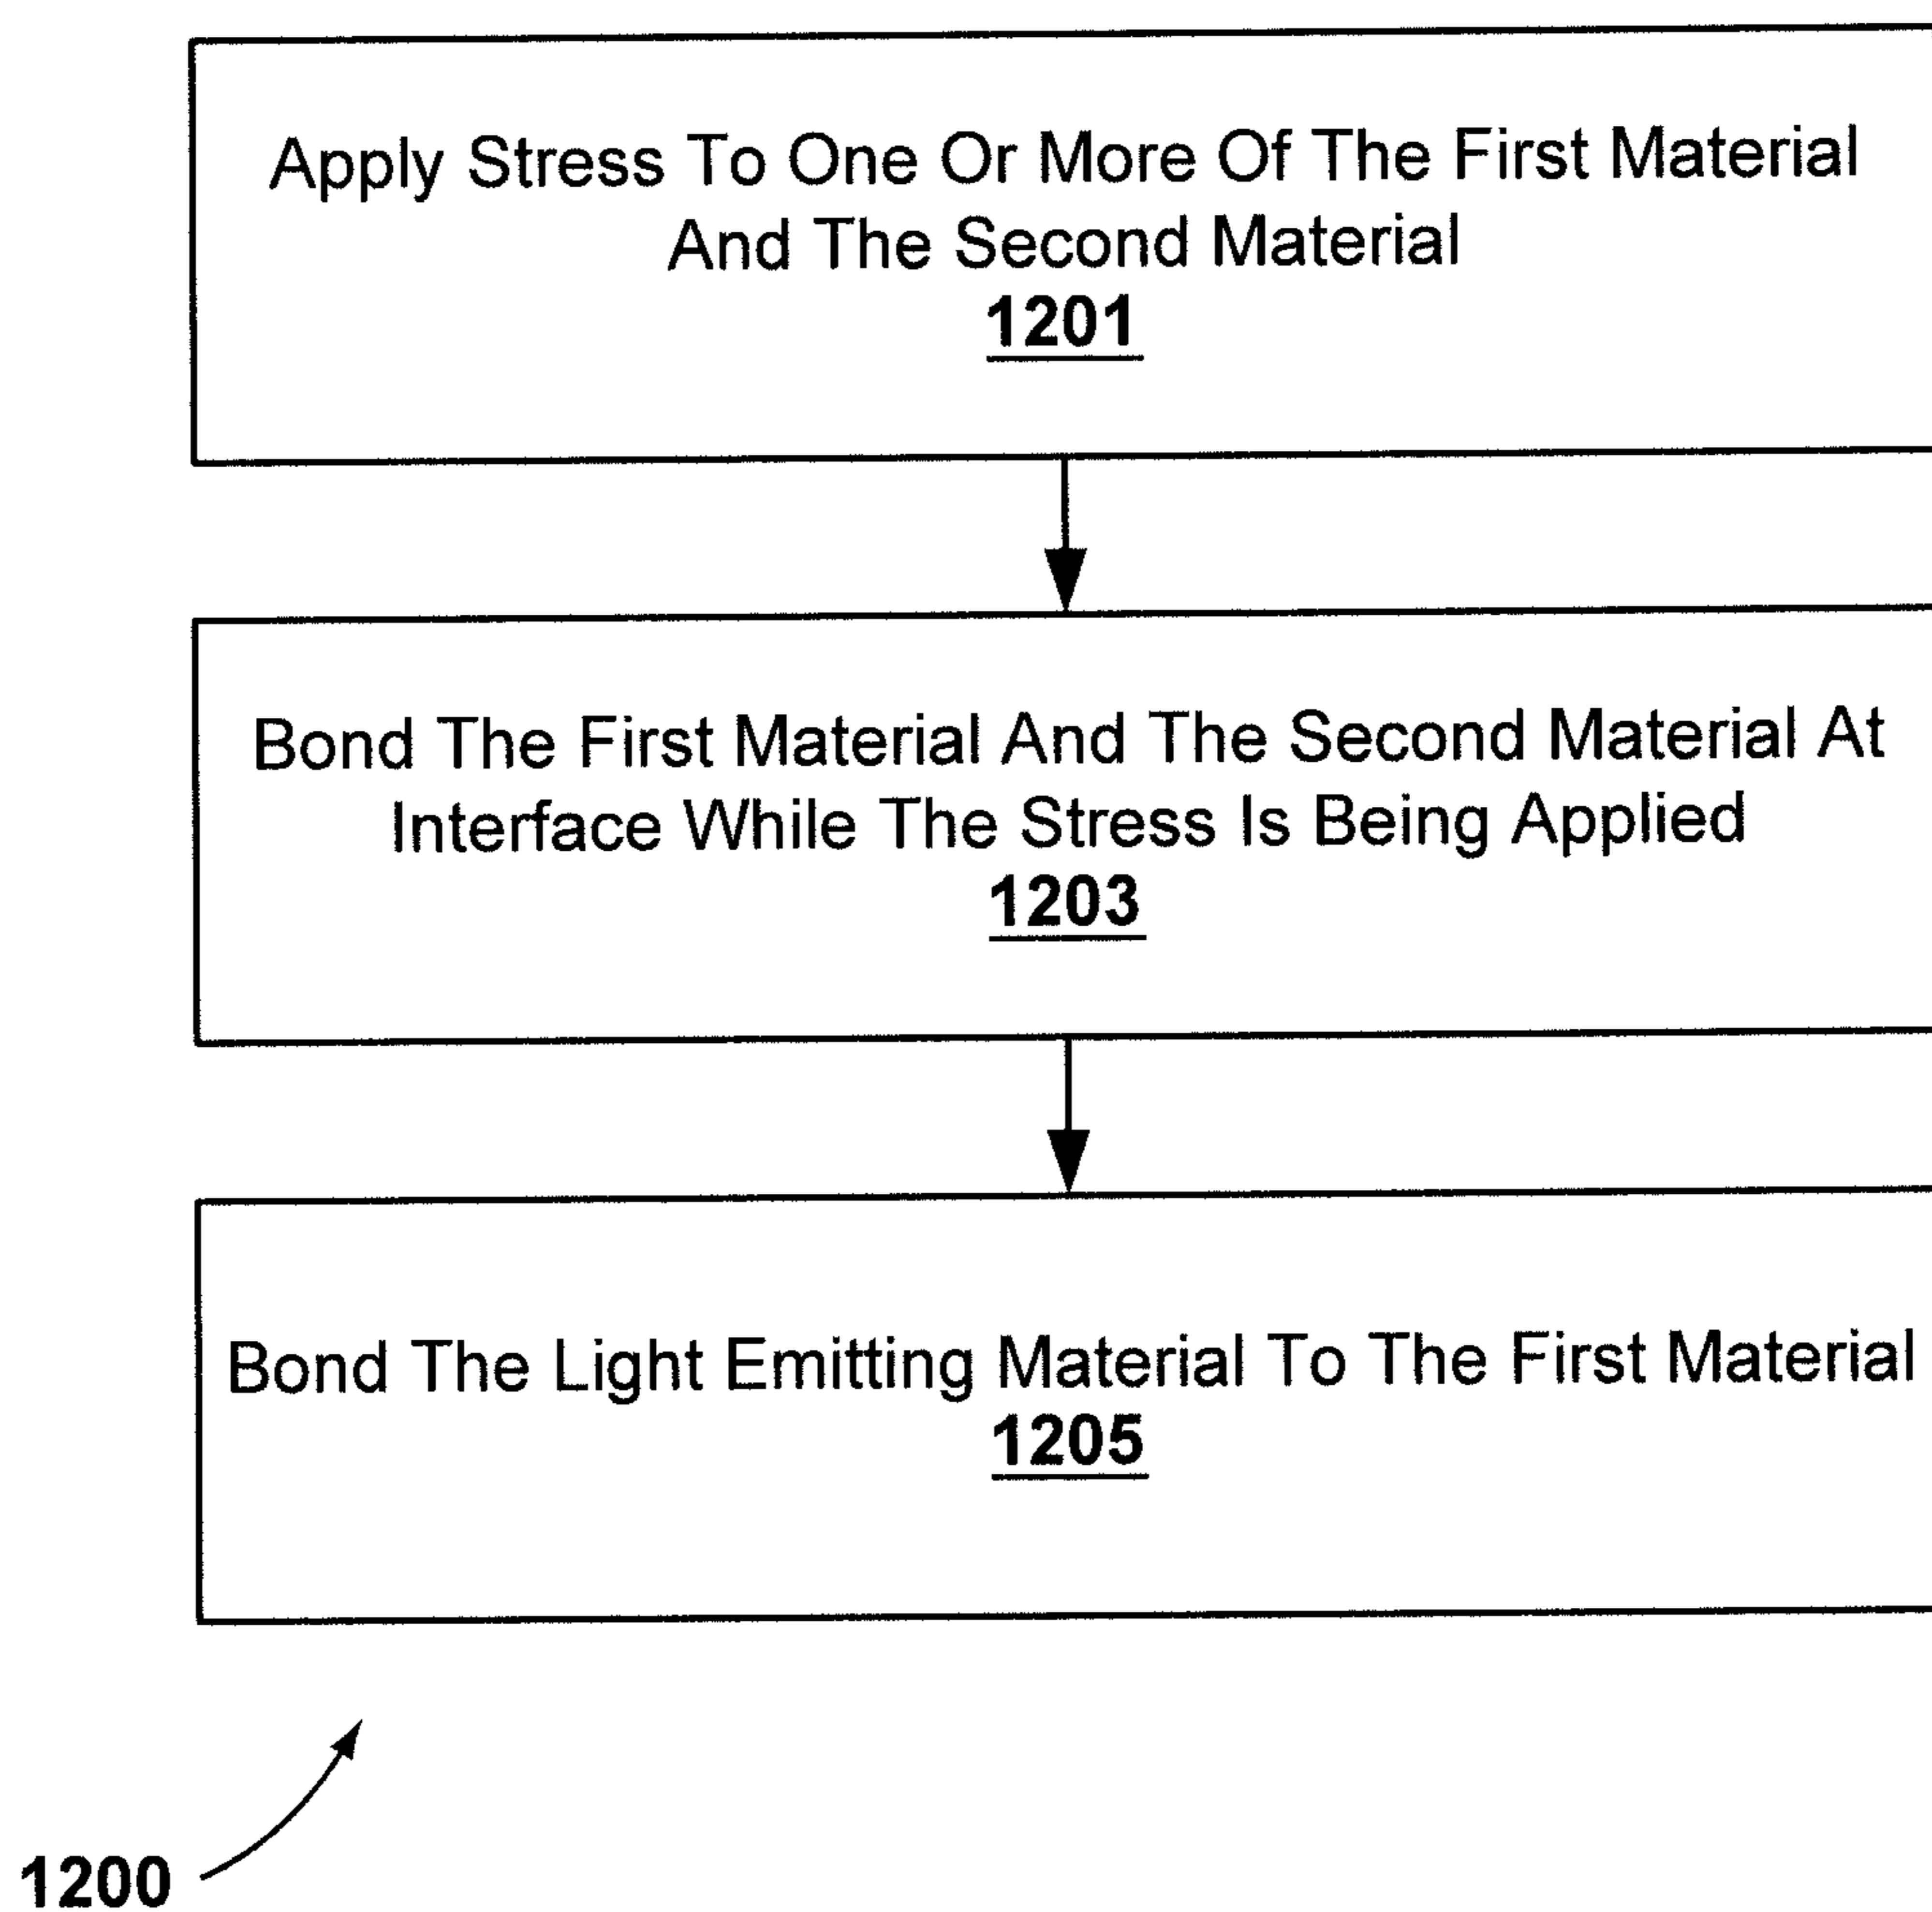 Apply Stress To One Or More Of The First Material
And The Second Material
1201
Bond The First Material And The Second Material At
Interface While The Stress Is Being Applied
1203
Bond The Light Emitting Material To The First Material
1205
1200